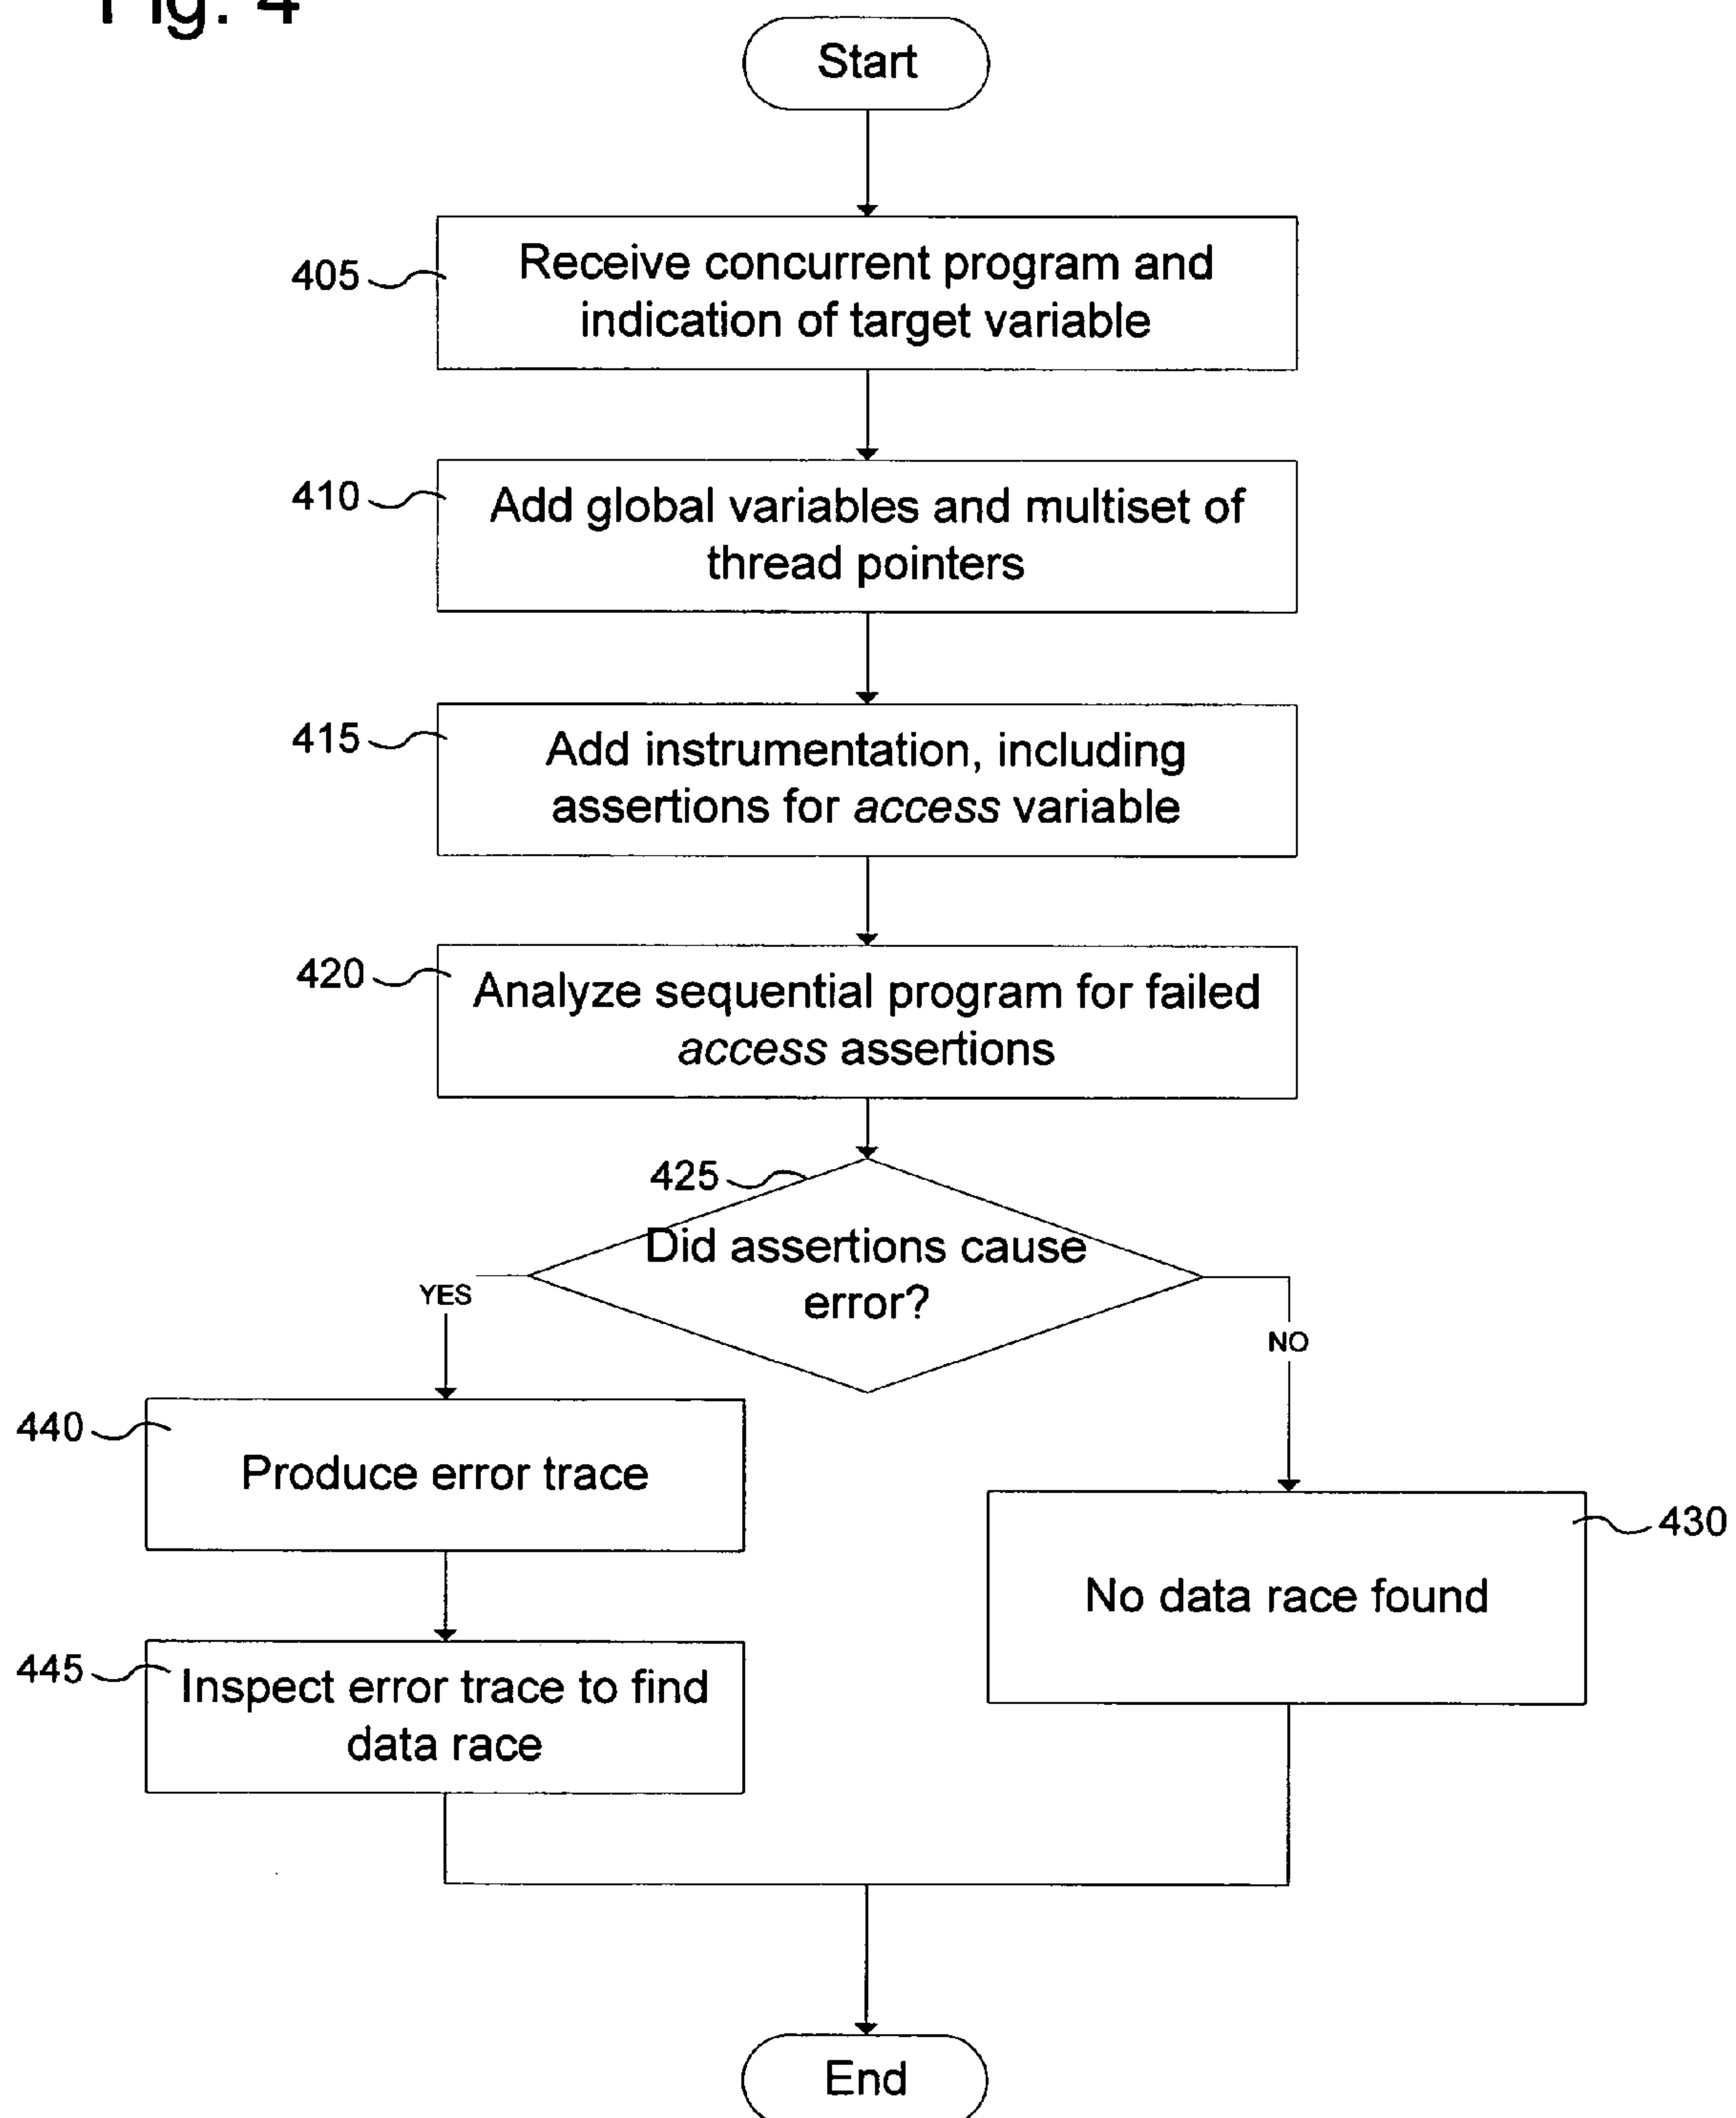 Fig. 4
Start
405
Receive concurrent program and
indication of target variable
410
Add global variables and multiset of
thread pointers
415
Add instrumentation, including
assertions for access variable
420
Analyze sequential program for failed
access assertions
425
Did assertions cause
error?
YES
NO
440
Produce error trace
430
No data race found
445
Inspect error trace to find
data race
End